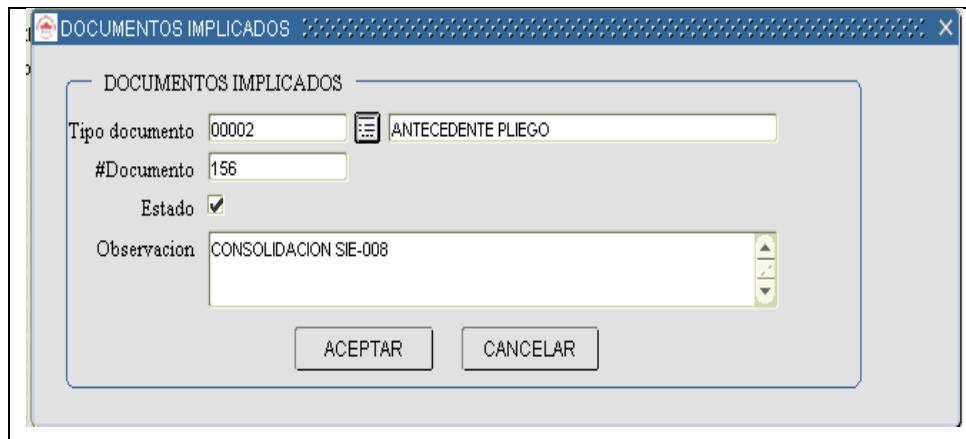 DOCUMENTOS IMPLICADOS
DOCUMENTOS IMPLICADOS
Tipo documento 00002 ANTECEDENTE PLIEGO
#Documento 156
Estado
Observacion CONSOLIDACION SIE-008
ACEPTAR CANCELAR